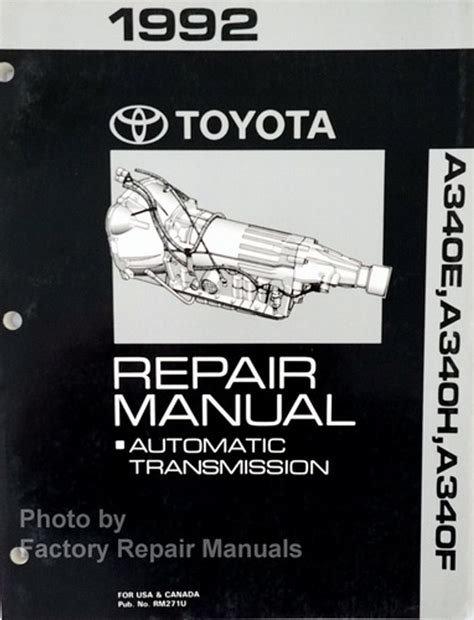 1992
TOYOTA
A340E, A340H, A340F
REPAIR
MANUAL
AUTOMATIC
TRANSMISSION
Photo by
Factory Repair Manuals
FOR USA & CANADA
Pub. No. RM271U